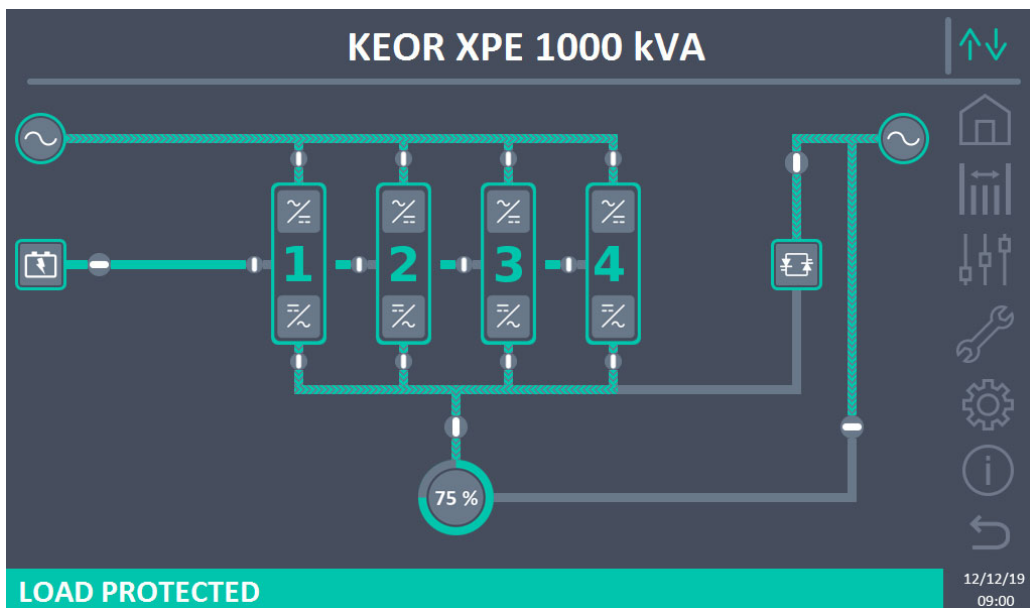 KEOR XPE 1000 kVA
1 2 3 4
75 %
LOAD PROTECTED
12/12/19
09:00